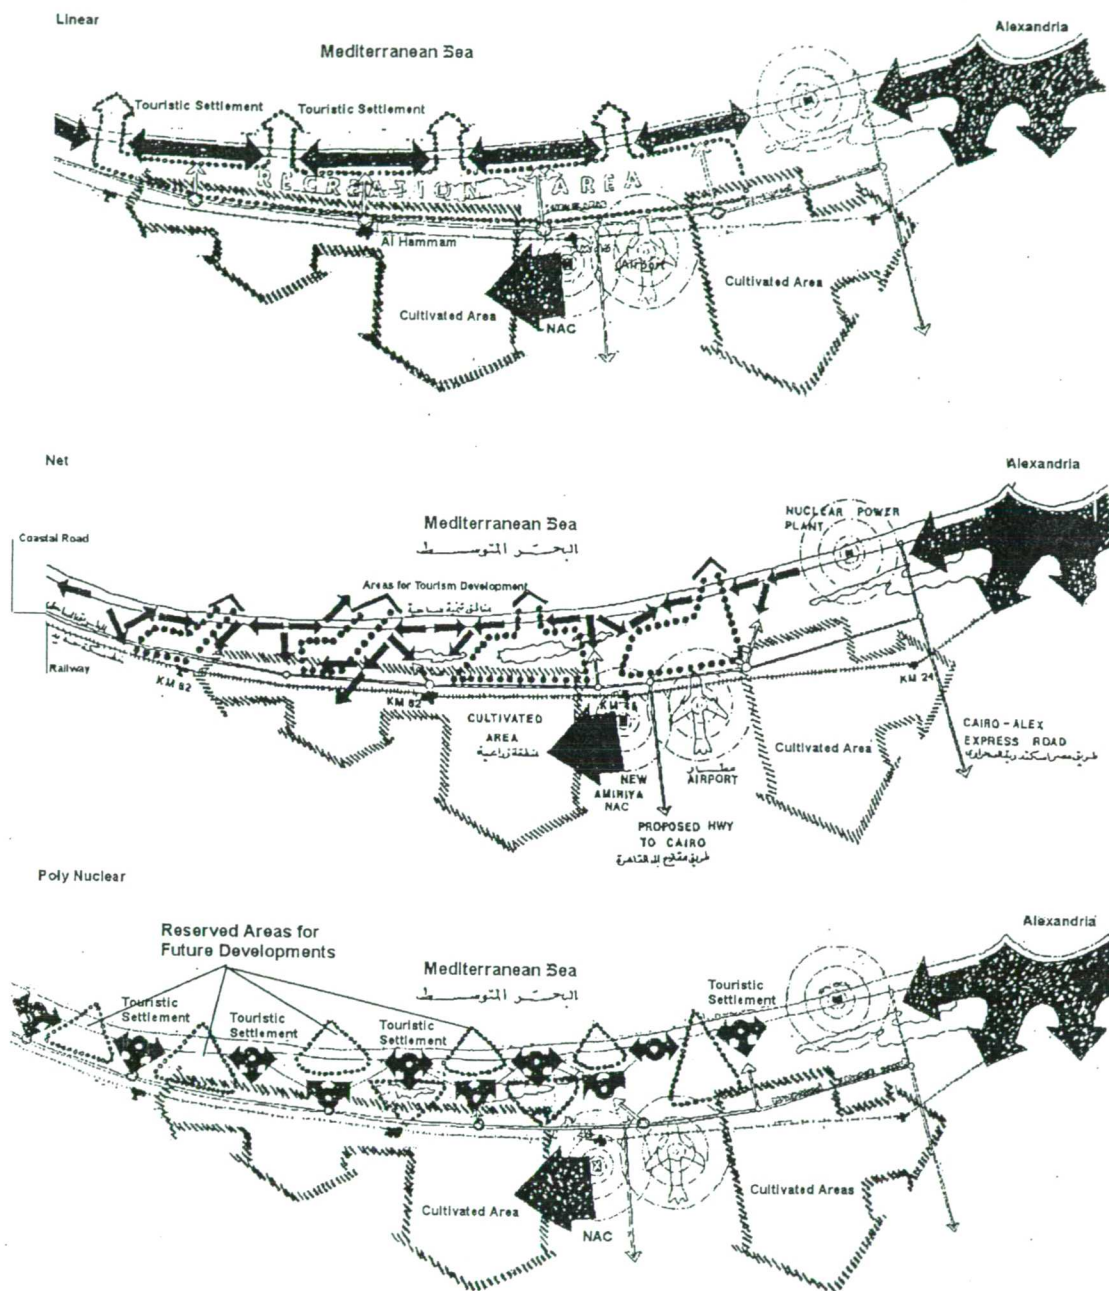 Linear
Alexandria
Mediterranean Sea
Touristic Settlement
Touristic Settlement
RECREATION AREA
Al Hammam
Airport
Cultivated Area
Cultivated Area
NAC
Net
Alexandria
NUCLEAR POWER
PLANT
Mediterranean Sea
البحر المتوسط
Coastal Road
Areas for Tourism Development
Railway
KM 82
KM 62
KM 24
CULTIVATED
AREA
منطقة زراعية
Cultivated Area
CAIRO-ALEX
EXPRESS ROAD
مطار
AIRPORT
NEW
AMIRIYA
NAC
PROPOSED HWY
TO CAIRO
Poly Nuclear
Reserved Areas for
Future Developments
Alexandria
Mediterranean Sea
البحر المتوسط
Touristic
Settlement
Touristic
Settlement
Touristic
Settlement
Touristic
Settlement
Cultivated Area
Cultivated Areas
NAC